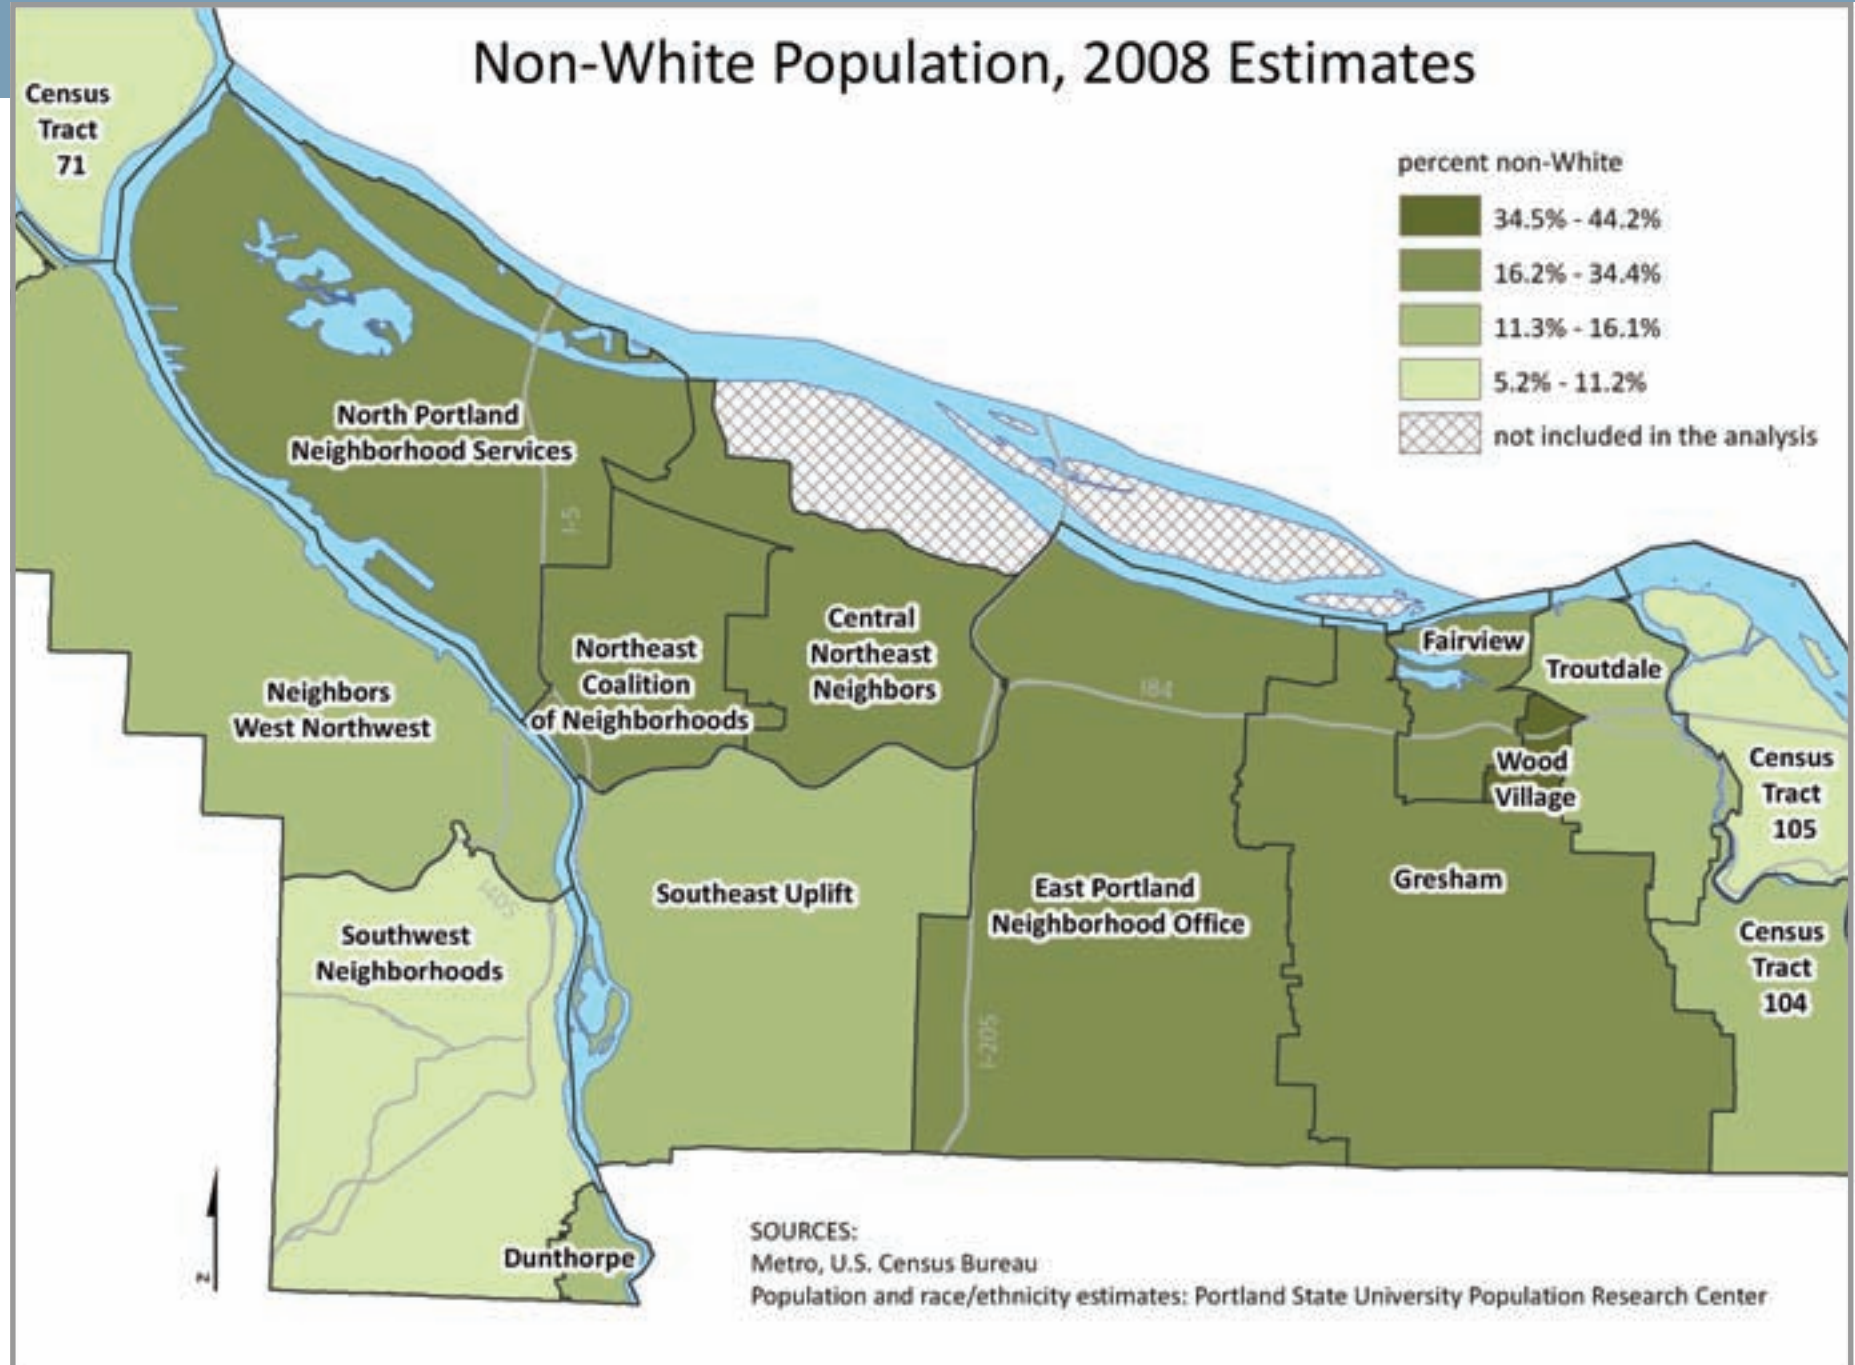 Non-White Population, 2008 Estimates
Census
Tract
71
percent non-White
34.5% - 44.2%
16.2% - 34.4%
11.3% - 16.1%
5.2% - 11.2%
not included in the analysis
North Portland
Neighborhood Services
I-5
Northeast
Coalition
of Neighborhoods
Central
Northeast
Neighbors
Fairview
Troutdale
I84
Neighbors
West Northwest
Wood
Village
Census
Tract
105
Southeast Uplift
East Portland
Neighborhood Office
Gresham
I405
Southwest
Neighborhoods
Census
Tract
104
I-205
Dunthorpe
N
SOURCES:
Metro, U.S. Census Bureau
Population and race/ethnicity estimates: Portland State University Population Research Center